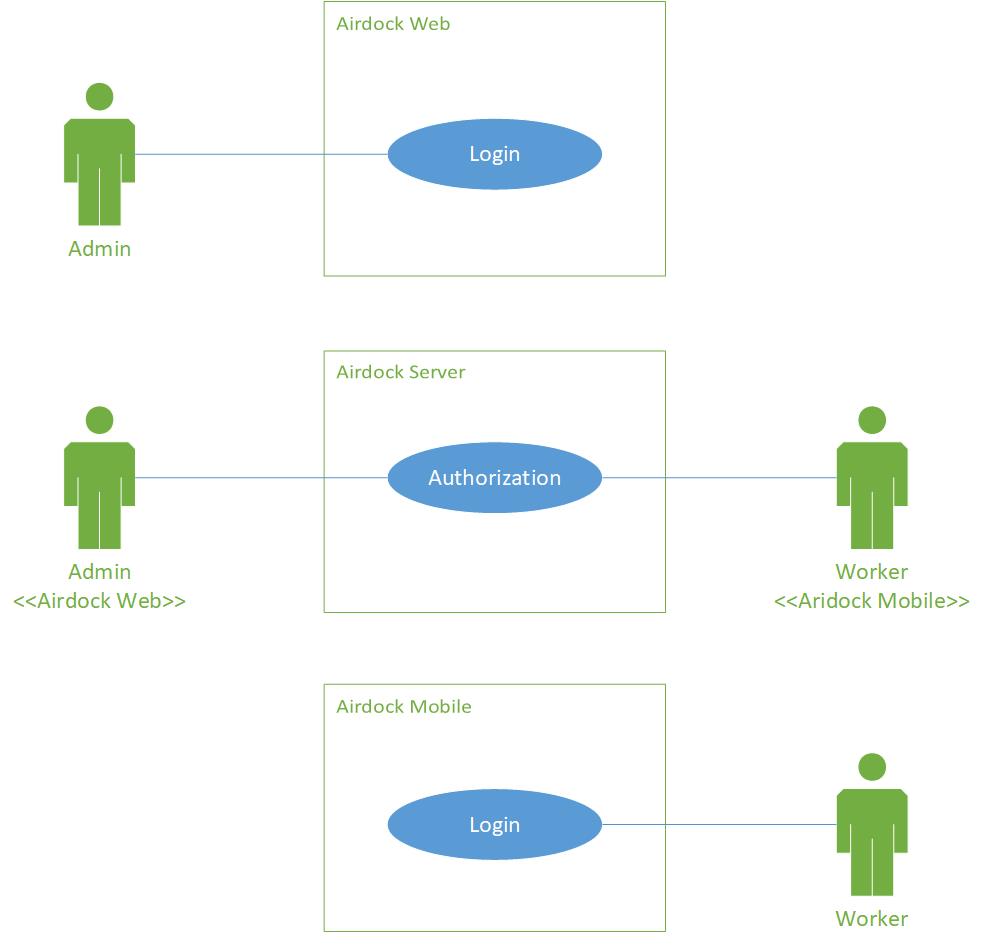 Airdock Web
Login
Admin
Airdock Server
Authorization
Admin
<<Airdock Web>>
Worker
<<Aridock Mobile>>
Airdock Mobile
Login
Worker